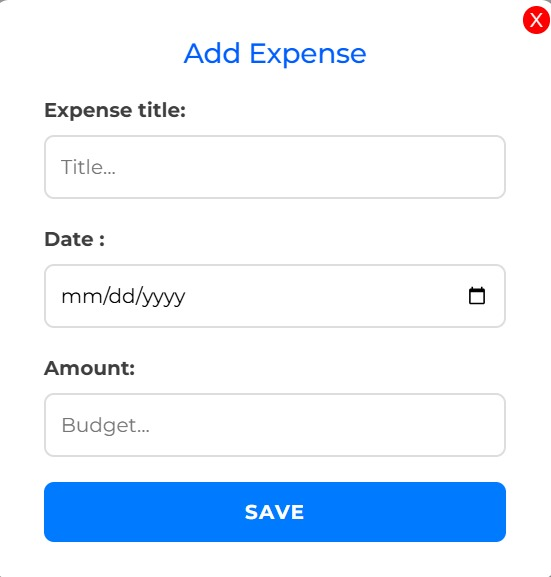 X
Add Expense
Expense title:
Title...
Date :
mm/dd/yyyy
Amount:
Budget...
SAVE